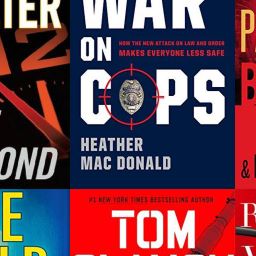 TER
WAR
ON
HOW THE NEW ATTACK ON LAW AND ORDER
MAKES EVERYONE LESS SAFE
COPS
HEATHER
MAC DONALD
OND
P
B
&
E
#1 NEW YORK TIMES BESTSELLING AUTHOR
TOM
R